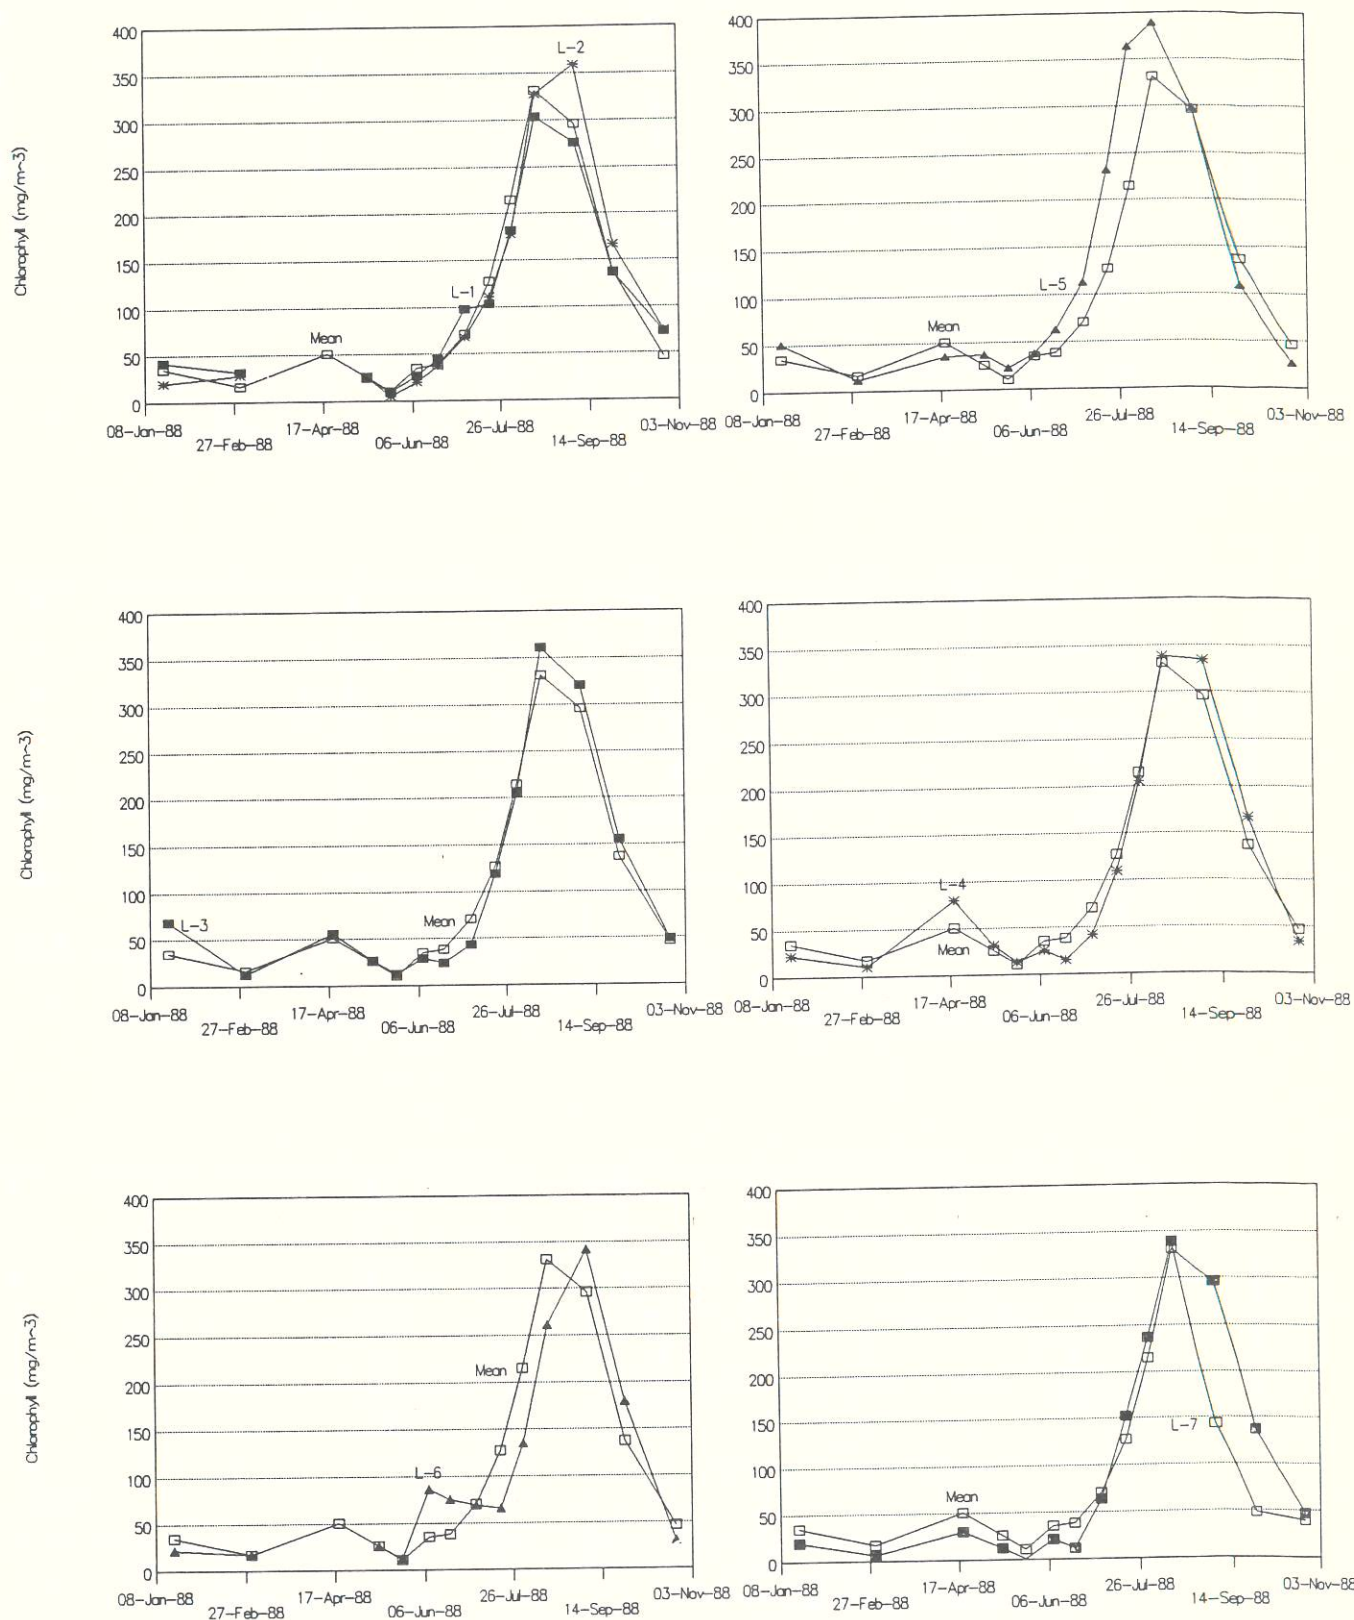 Chlorophyll (mg/m~3)
400
350
300
250
200
150
100
50
0
L-2
L-1
Mean
08-Jan-88
27-Feb-88
17-Apr-88
06-Jun-88
26-Jul-88
14-Sep-88
03-Nov-88
400
350
300
250
200
150
100
50
0
L-5
Mean
08-Jan-88
27-Feb-88
17-Apr-88
06-Jun-88
26-Jul-88
14-Sep-88
03-Nov-88
Chlorophyll (mg/m~3)
400
350
300
250
200
150
100
50
0
L-3
Mean
08-Jan-88
27-Feb-88
17-Apr-88
06-Jun-88
26-Jul-88
14-Sep-88
03-Nov-88
400
350
300
250
200
150
100
50
0
L-4
Mean
08-Jan-88
27-Feb-88
17-Apr-88
06-Jun-88
26-Jul-88
14-Sep-88
03-Nov-88
Chlorophyll (mg/m~3)
400
350
300
250
200
150
100
50
0
Mean
L-6
08-Jan-88
27-Feb-88
17-Apr-88
06-Jun-88
26-Jul-88
14-Sep-88
03-Nov-88
400
350
300
250
200
150
100
50
0
L-7
Mean
08-Jan-88
27-Feb-88
17-Apr-88
06-Jun-88
26-Jul-88
14-Sep-88
03-Nov-88